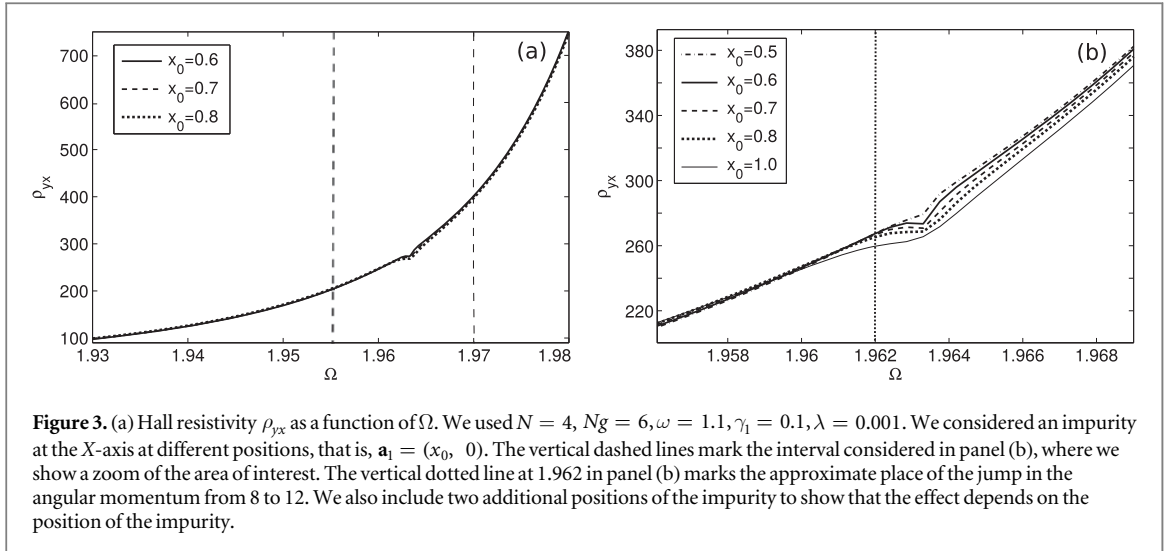 (a)
x₀=0.6
x₀=0.7
x₀=0.8
700
600
500
400
300
200
100
ρyx
1.93 1.94 1.95 1.96 1.97 1.98
Ω
(b)
x₀=0.5
x₀=0.6
x₀=0.7
x₀=0.8
x₀=1.0
380
340
300
260
220
ρyx
1.958 1.96 1.962 1.964 1.966 1.968
Ω
Figure 3. (a) Hall resistivity ρyx as a function of Ω. We used N = 4, Ng = 6, ω = 1.1, γ₁ = 0.1, λ = 0.001. We considered an impurity
at the X-axis at different positions, that is, a₁ = (x₀, 0). The vertical dashed lines mark the interval considered in panel (b), where we
show a zoom of the area of interest. The vertical dotted line at 1.962 in panel (b) marks the approximate place of the jump in the
angular momentum from 8 to 12. We also include two additional positions of the impurity to show that the effect depends on the
position of the impurity.